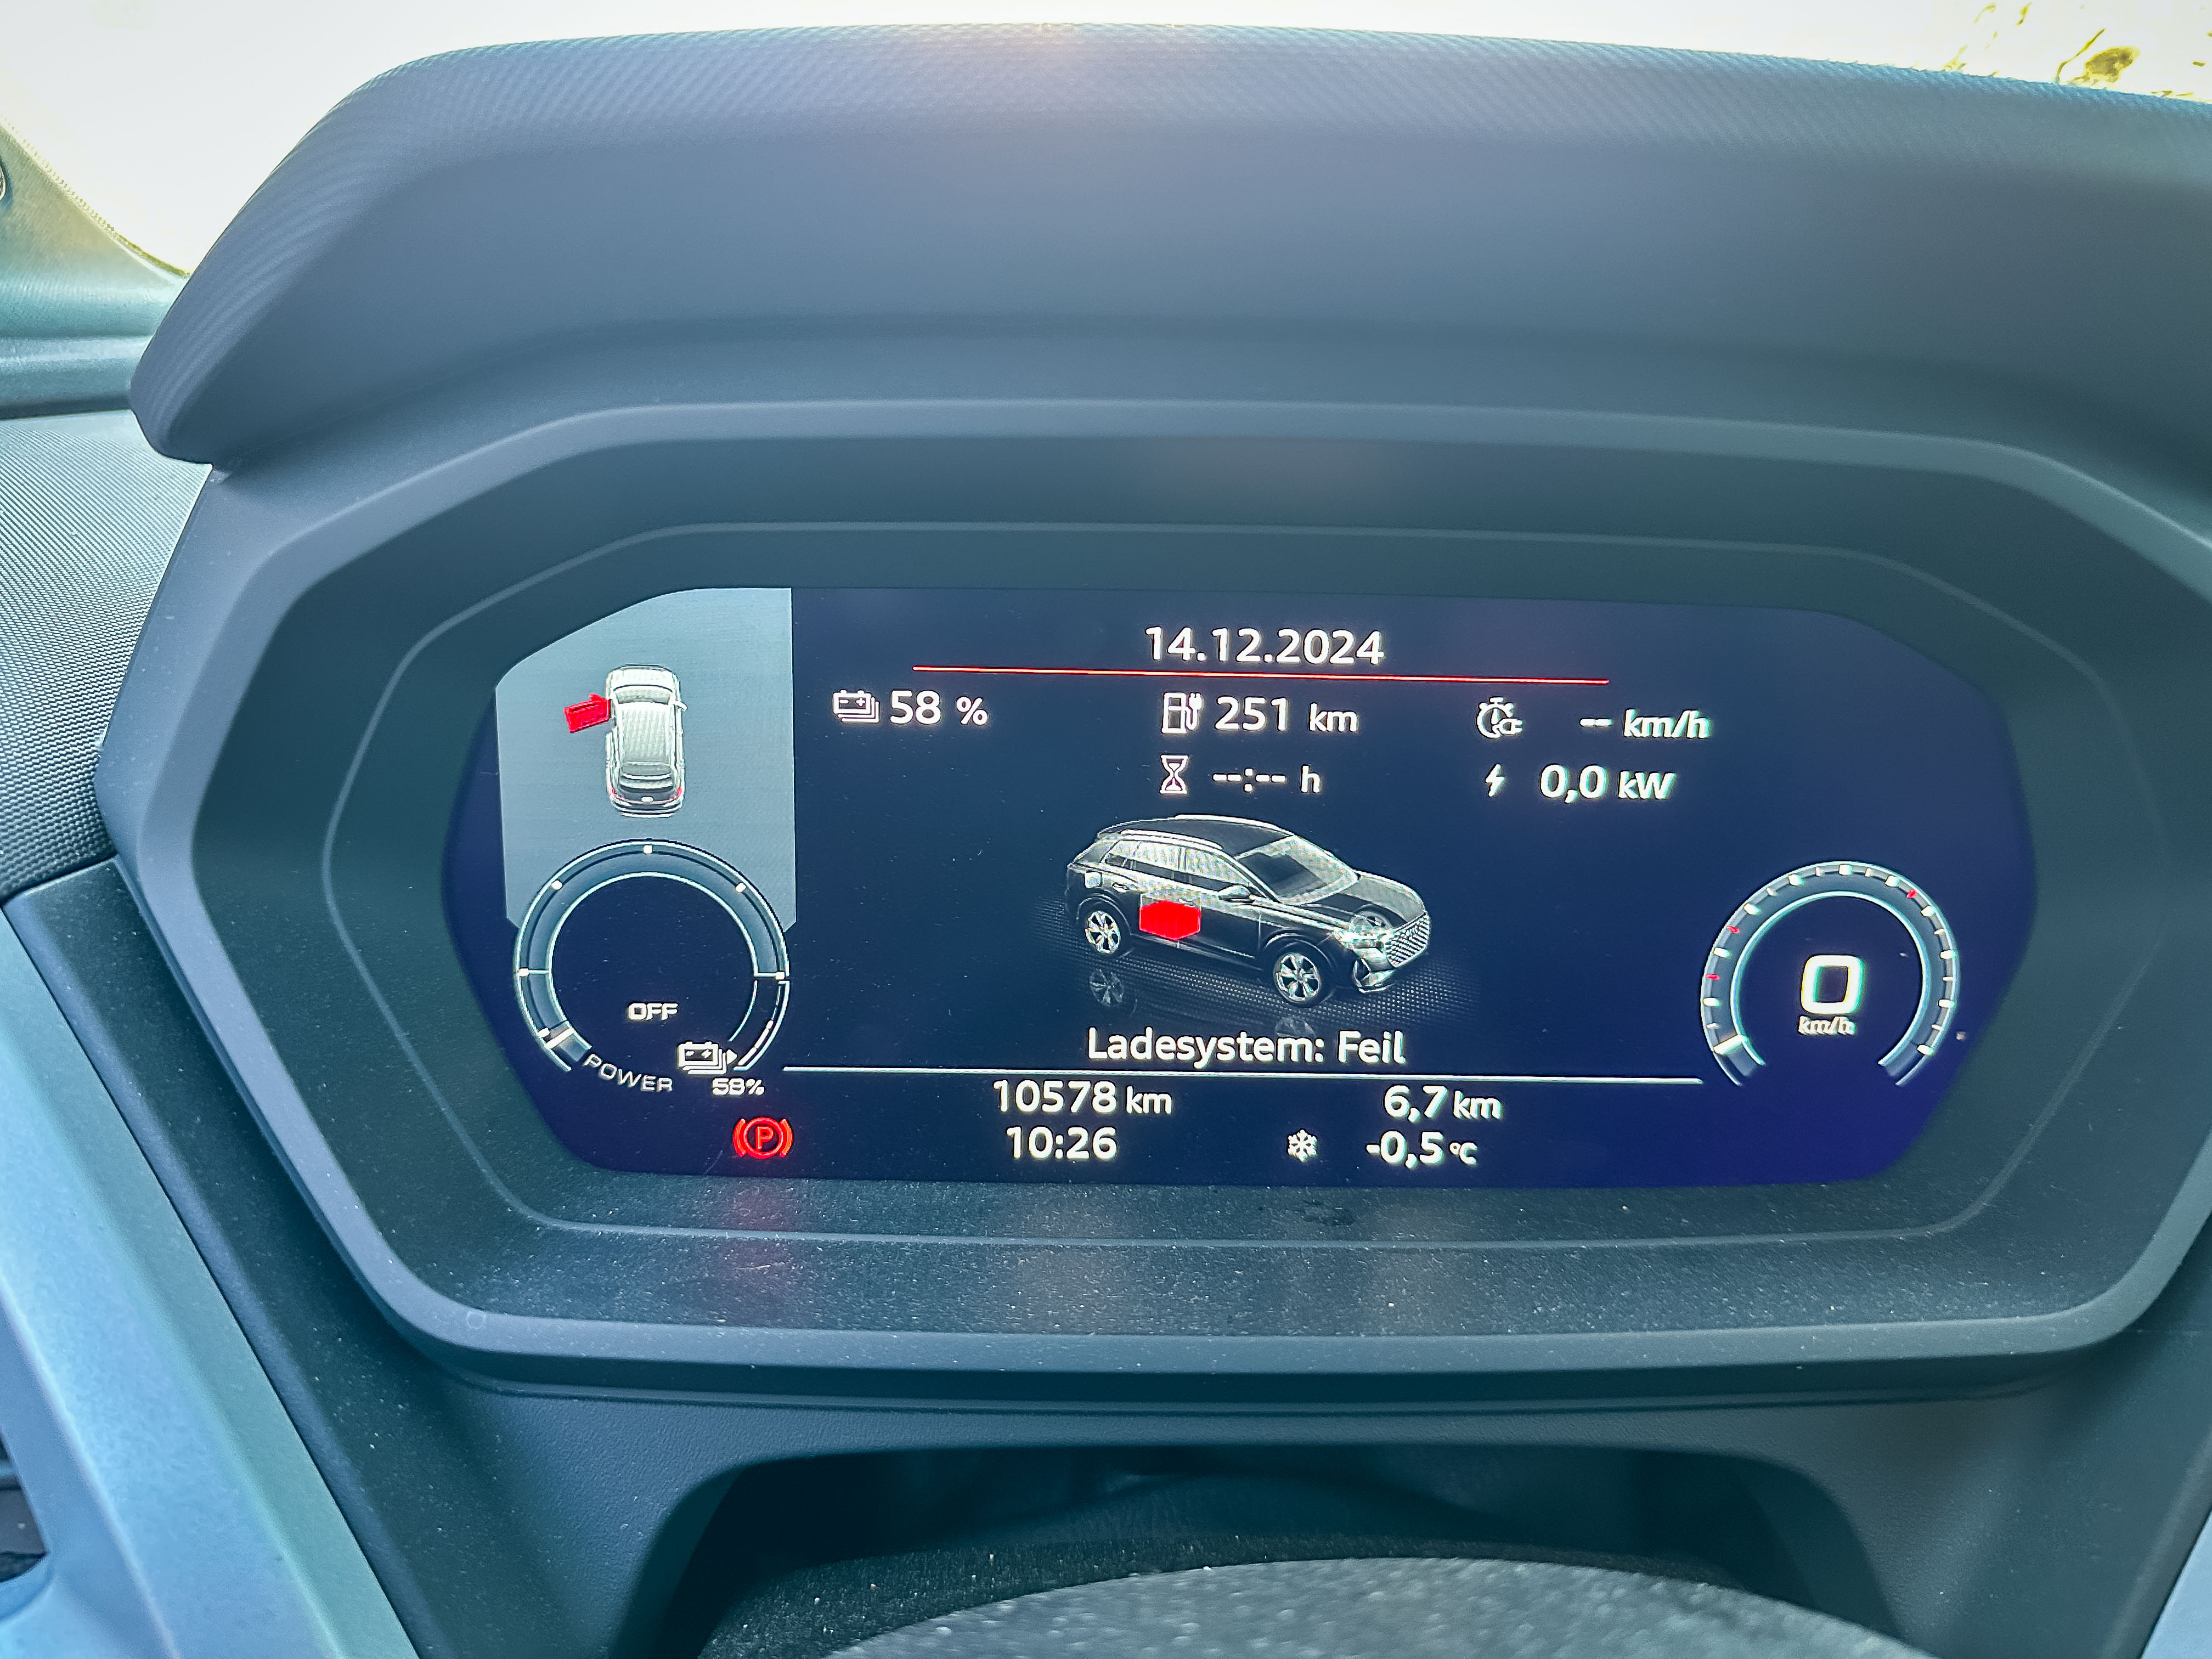 14.12.2024
58 % 251 km -- km/h
--:-- h 0,0 kW
OFF
POWER
58%
0
km/h
Ladesystem: Feil
10578 km 6,7 km
P
10:26 -0,5 °C